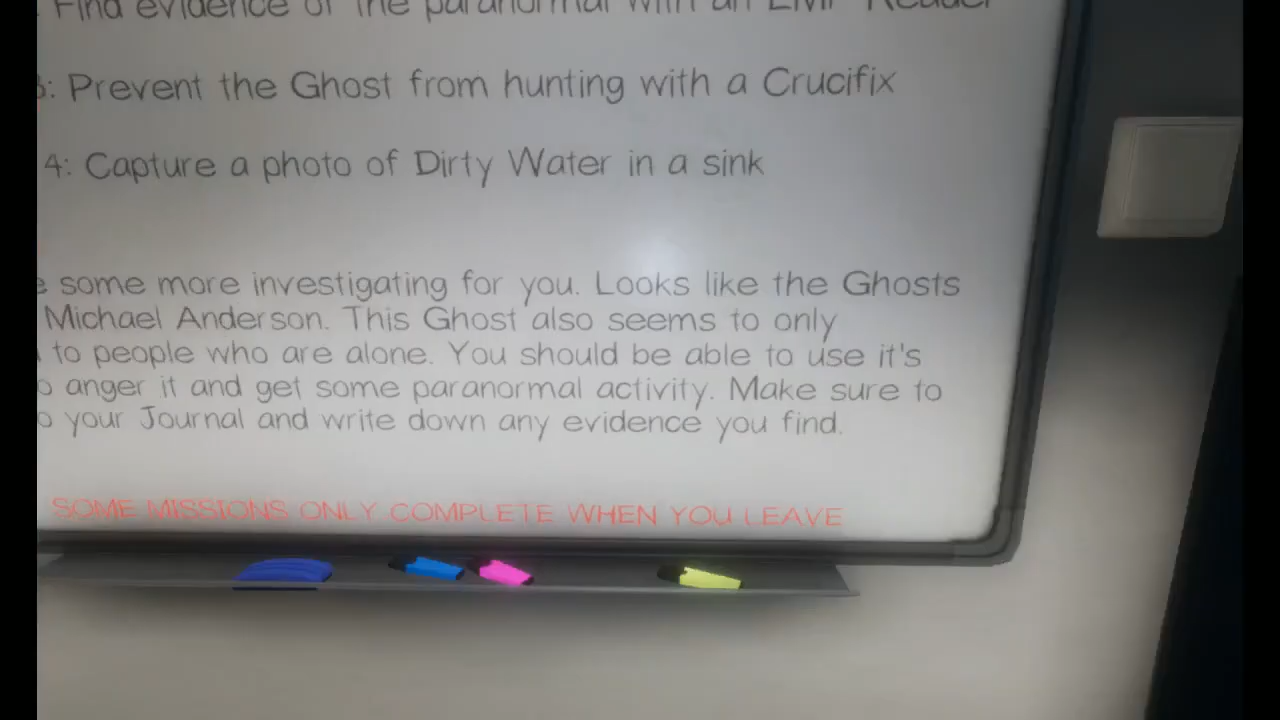 Find evidence of the paranormal with an EMF Reader
3: Prevent the Ghost from hunting with a Crucifix
4: Capture a photo of Dirty Water in a sink
some more investigating for you. Looks like the Ghosts
Michael Anderson. This Ghost also seems to only
to people who are alone. You should be able to use it's
anger it and get some paranormal activity. Make sure to
your Journal and write down any evidence you find.
SOME MISSIONS ONLY COMPLETE WHEN YOU LEAVE